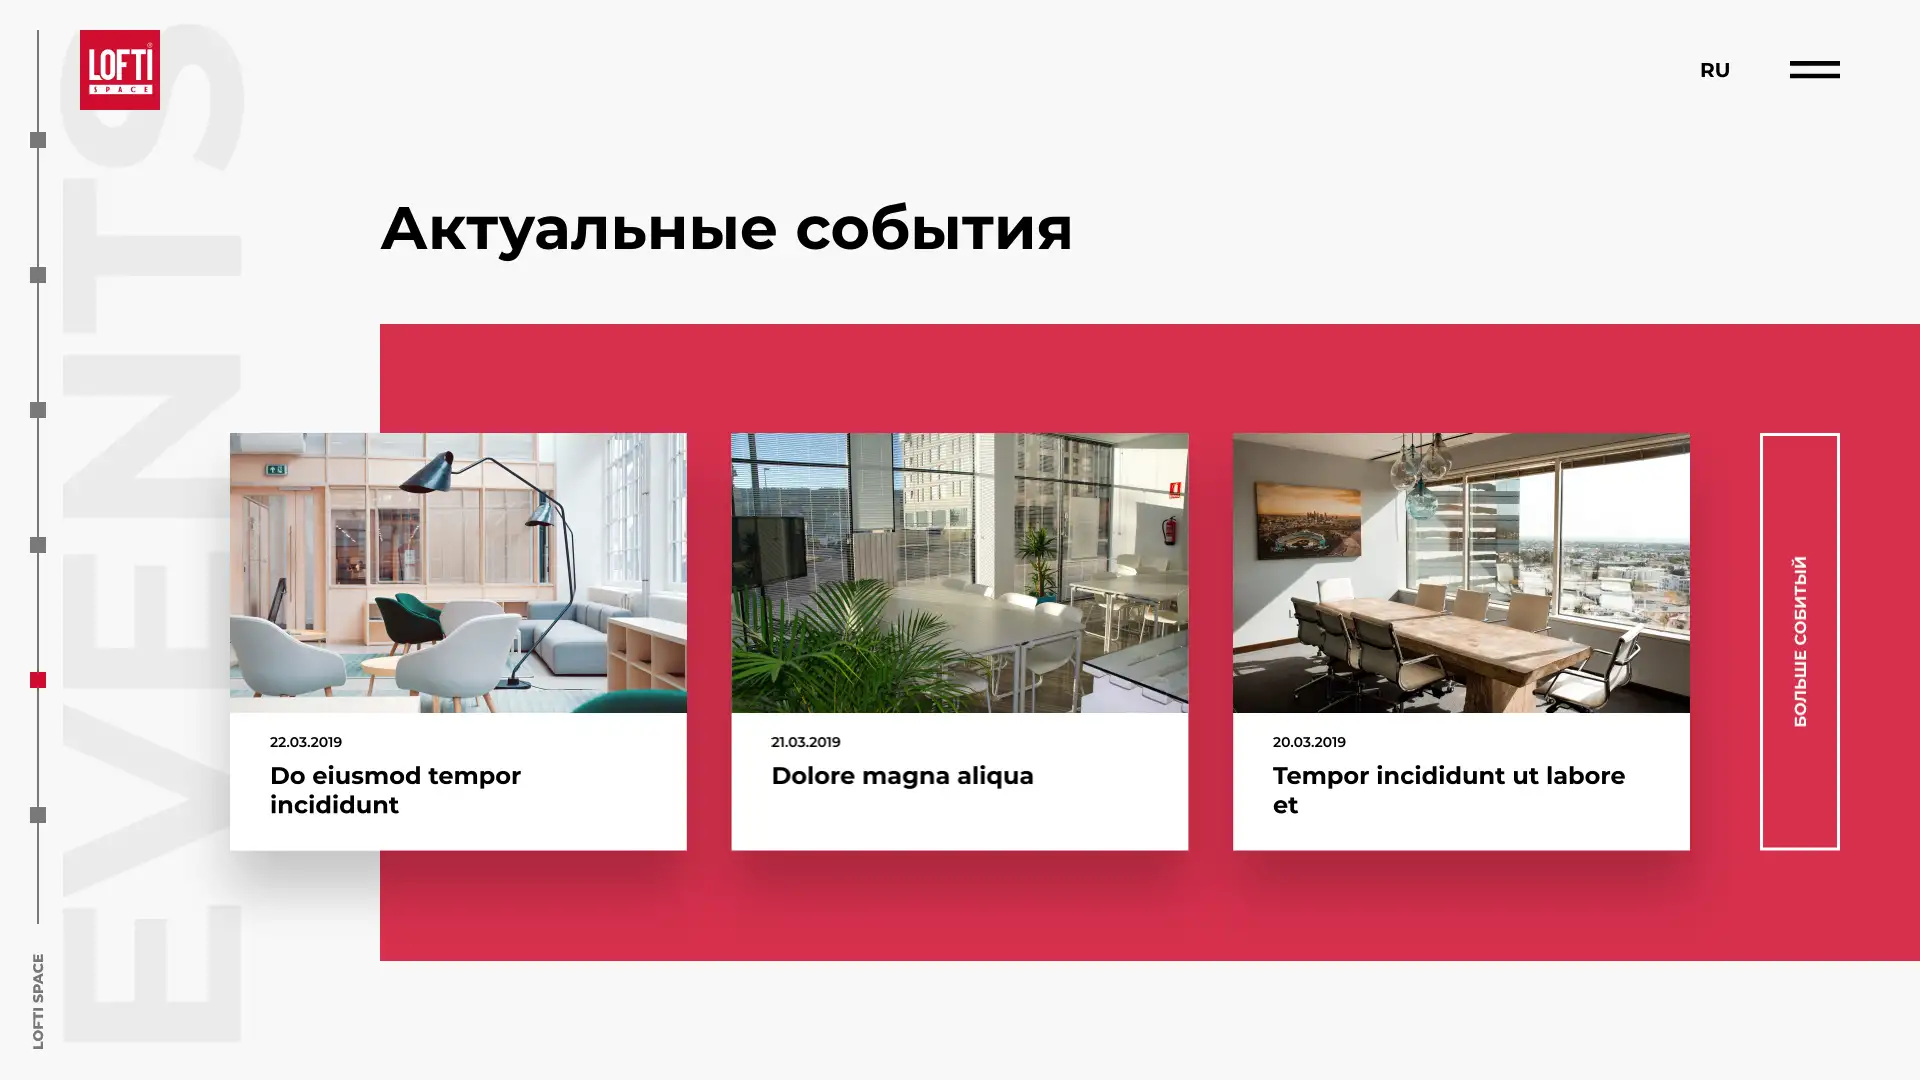 LOFTI®
SPACE
RU
EVENTS
Актуальные события
22.03.2019
Do eiusmod tempor
incididunt
21.03.2019
Dolore magna aliqua
20.03.2019
Tempor incididunt ut labore
et
БОЛЬШЕ СОБИТЫЙ
LOFTI SPACE